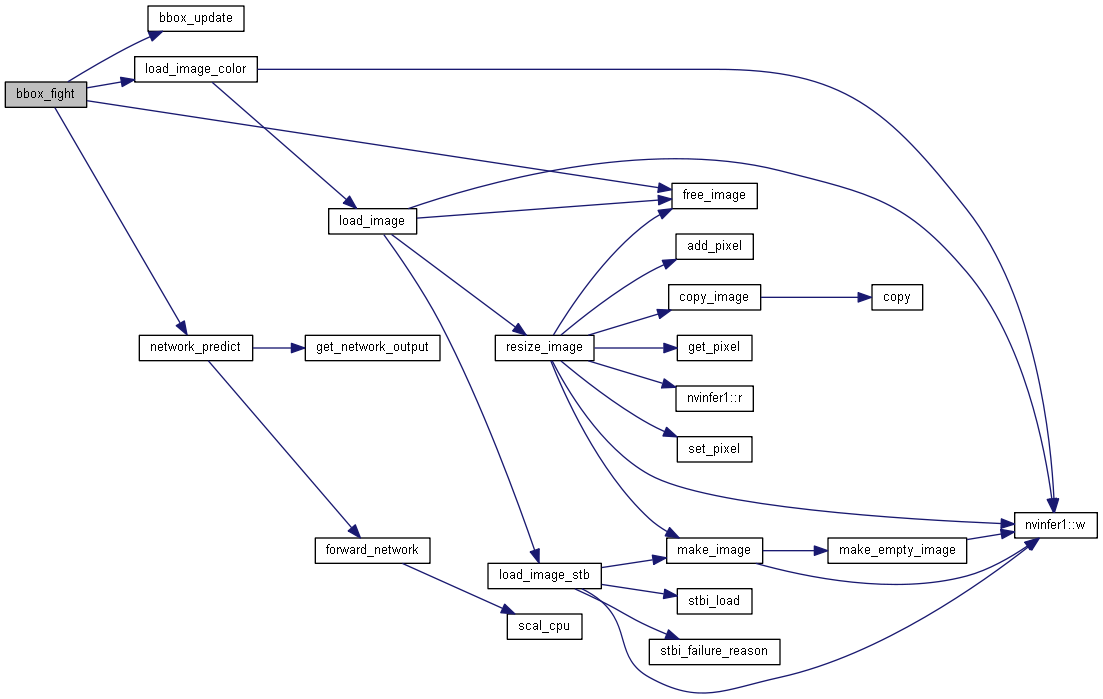 bbox_update
load_image_color
bbox_fight
free_image
load_image
add_pixel
copy_image
copy
network_predict
get_network_output
resize_image
get_pixel
nvinfer1::r
set_pixel
nvinfer1::w
forward_network
make_image
make_empty_image
load_image_stb
stbi_load
scal_cpu
stbi_failure_reason